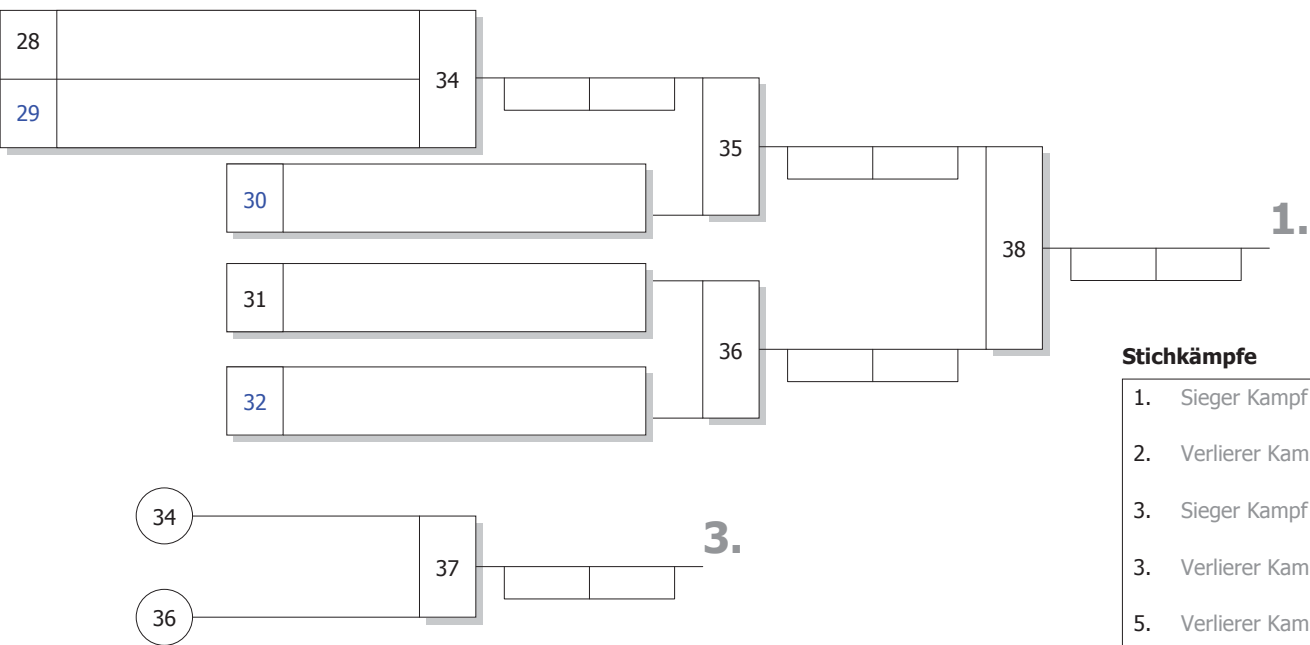 28
34
29
35
30
1.
38
31
36
32
Stichkämpfe
1. Sieger Kampf
2. Verlierer Kam
3. Sieger Kampf
3. Verlierer Kam
5. Verlierer Kam
34
3.
37
36